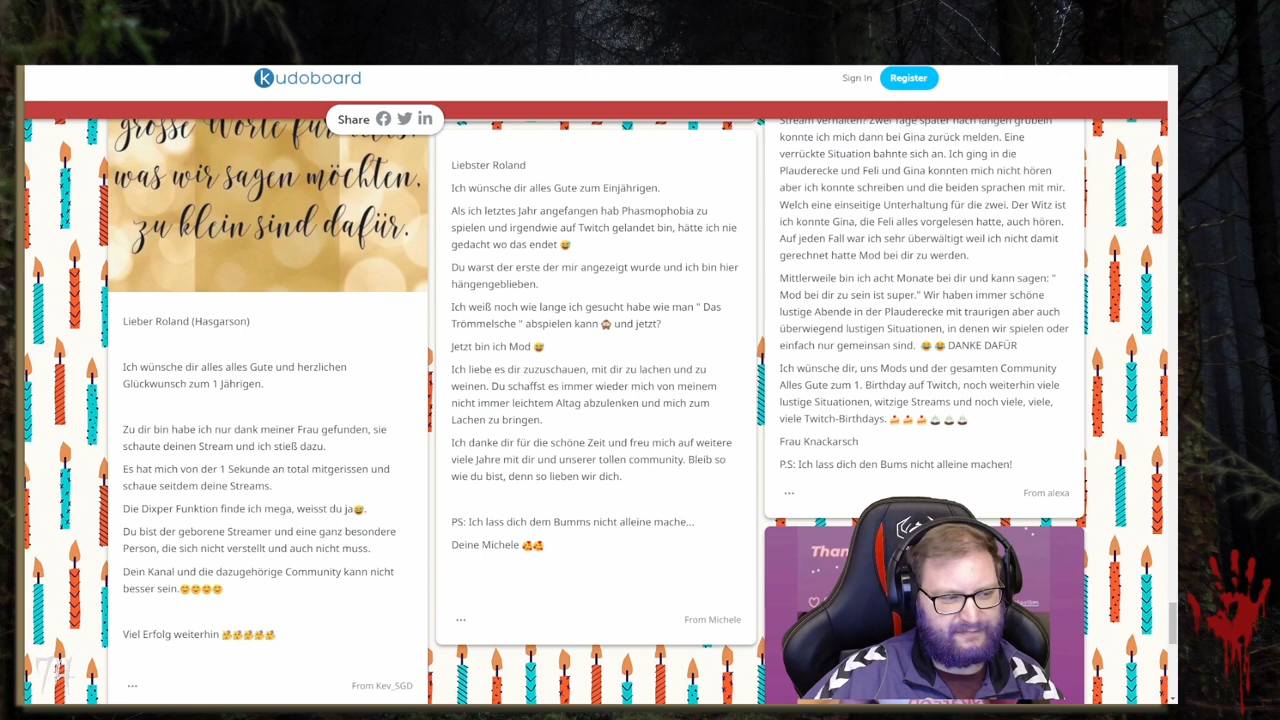 kudoboard
Sign In
Register
Share
grosse Worte für alles,
was wir sagen möchten,
zu klein sind dafür.
Lieber Roland (Hasgarson)
Ich wünsche dir alles alles Gute und herzlichen
Glückwunsch zum 1 Jährigen.
Zu dir bin habe ich nur dank meiner Frau gefunden, sie
schaute deinen Stream und ich stieß dazu.
Es hat mich von der 1 Sekunde an total mitgerissen und
schaue seitdem deine Streams.
Die Dixper Funktion finde ich mega, weisst du ja😅.
Du bist der geborene Streamer und eine ganz besondere
Person, die sich nicht verstellt und auch nicht muss.
Dein Kanal und die dazugehörige Community kann nicht
besser sein.😊😊😊😊
Viel Erfolg weiterhin 🥳🥳🥳🥳🥳
From Kev_SGD
Liebster Roland
Ich wünsche dir alles Gute zum Einjährigen.
Als ich letztes Jahr angefangen hab Phasmophobia zu
spielen und irgendwie auf Twitch gelandet bin, hätte ich nie
gedacht wo das endet 😅
Du warst der erste der mir angezeigt wurde und ich bin hier
hängengeblieben.
Ich weiß noch wie lange ich gesucht habe wie man " Das
Trömmelsche " abspielen kann 🙈 und jetzt?
Jetzt bin ich Mod 😅
Ich liebe es dir zuzuschauen, mit dir zu lachen und zu
weinen. Du schaffst es immer wieder mich von meinem
nicht immer leichtem Altag abzulenken und mich zum
Lachen zu bringen.
Ich danke dir für die schöne Zeit und freu mich auf weitere
viele Jahre mit dir und unserer tollen community. Bleib so
wie du bist, denn so lieben wir dich.
PS: Ich lass dich dem Bumms nicht alleine mache...
Deine Michele 🥰🥰
From Michele
Stream verhalten? Zwei Tage später nach langen grübeln
konnte ich mich dann bei Gina zurück melden. Eine
verrückte Situation bahnte sich an. Ich ging in die
Plauderecke und Feli und Gina konnten mich nicht hören
aber ich konnte schreiben und die beiden sprachen mit mir.
Welch eine einseitige Unterhaltung für die zwei. Der Witz ist
ich konnte Gina, die Feli alles vorgelesen hatte, auch hören.
Auf jeden Fall war ich sehr überwältigt weil ich nicht damit
gerechnet hatte Mod bei dir zu werden.
Mittlerweile bin ich acht Monate bei dir und kann sagen: "
Mod bei dir zu sein ist super." Wir haben immer schöne
lustige Abende in der Plauderecke mit traurigen aber auch
überwiegend lustigen Situationen, in denen wir spielen oder
einfach nur gemeinsan sind. 😂😂 DANKE DAFÜR
Ich wünsche dir, uns Mods und der gesamten Community
Alles Gute zum 1. Birthday auf Twitch, noch weiterhin viele
lustige Situationen, witzige Streams und noch viele, viele,
viele Twitch-Birthdays. 🍰🍰🍰🍚🍚🍚
Frau Knackarsch
P.S: Ich lass dich den Bums nicht alleine machen!
From alexa
Than
74